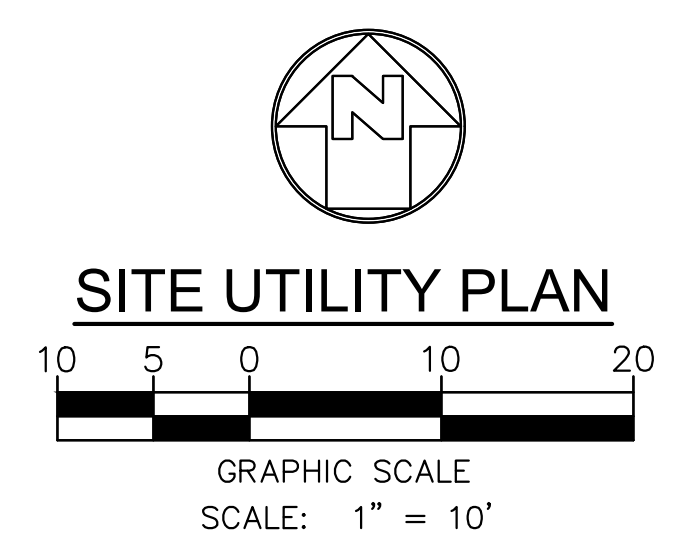 N
SITE UTILITY PLAN
10 5 0 10 20
GRAPHIC SCALE
SCALE: 1" = 10'